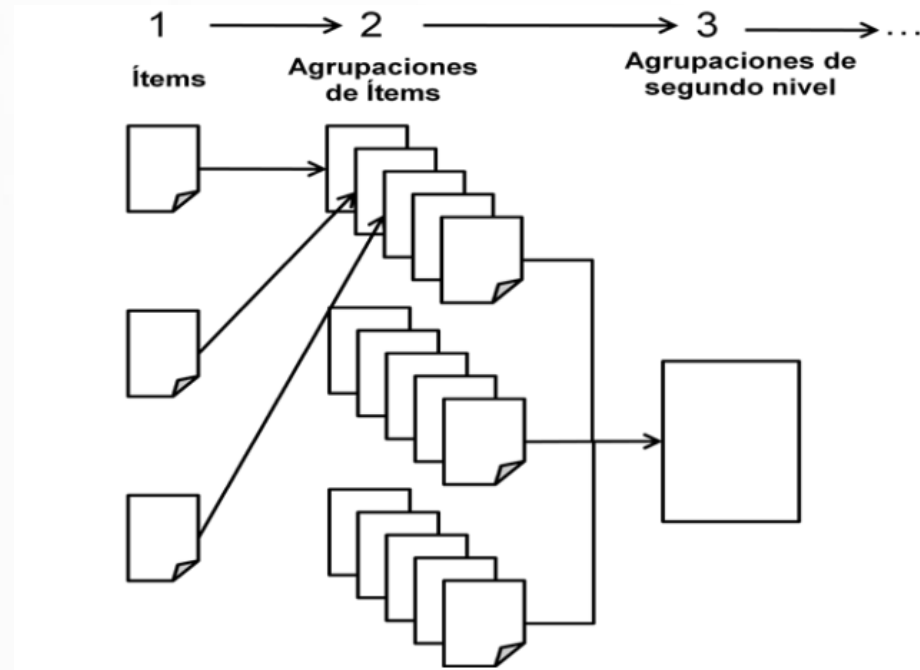 1 2 3 ...
Ítems
Agrupaciones
de Ítems
Agrupaciones de
segundo nivel